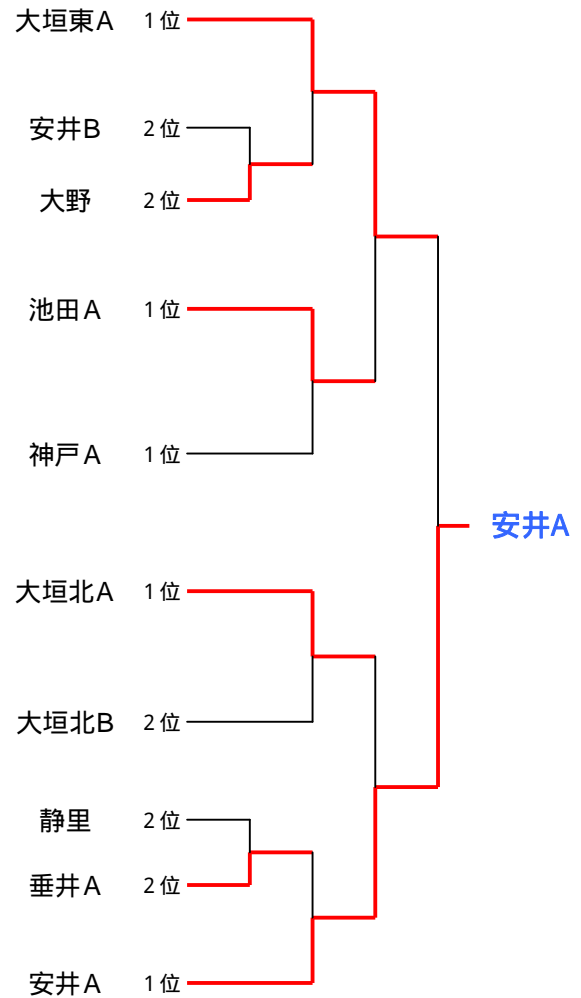 大垣東A 1位
安井B 2位
大野 2位
池田A 1位
神戸A 1位
安井A
大垣北A 1位
大垣北B 2位
静里 2位
垂井A 2位
安井A 1位